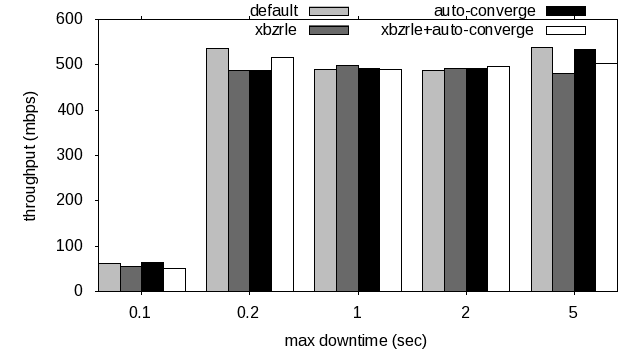 default
auto-converge
xbzrle
xbzrle+auto-converge
600
500
400
300
200
100
0
throughput (mbps)
0.1 0.2 1 2 5
max downtime (sec)